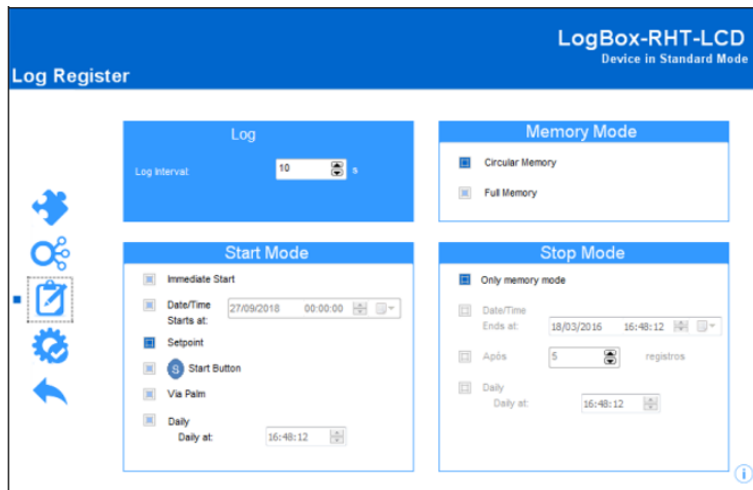 LogBox-RHT-LCD
Device in Standard Mode
Log Register
Log
Log Interval:
10
s
Memory Mode
Circular Memory
Full Memory
Start Mode
Immediate Start
Date/Time
Starts at:
27/09/2018 00:00:00
Setpoint
S Start Button
Via Palm
Daily
Daily at:
16:48:12
Stop Mode
Only memory mode
Date/Time
Ends at:
18/03/2016 16:48:12
Após
5
registros
Daily
Daily at:
16:48:12
i